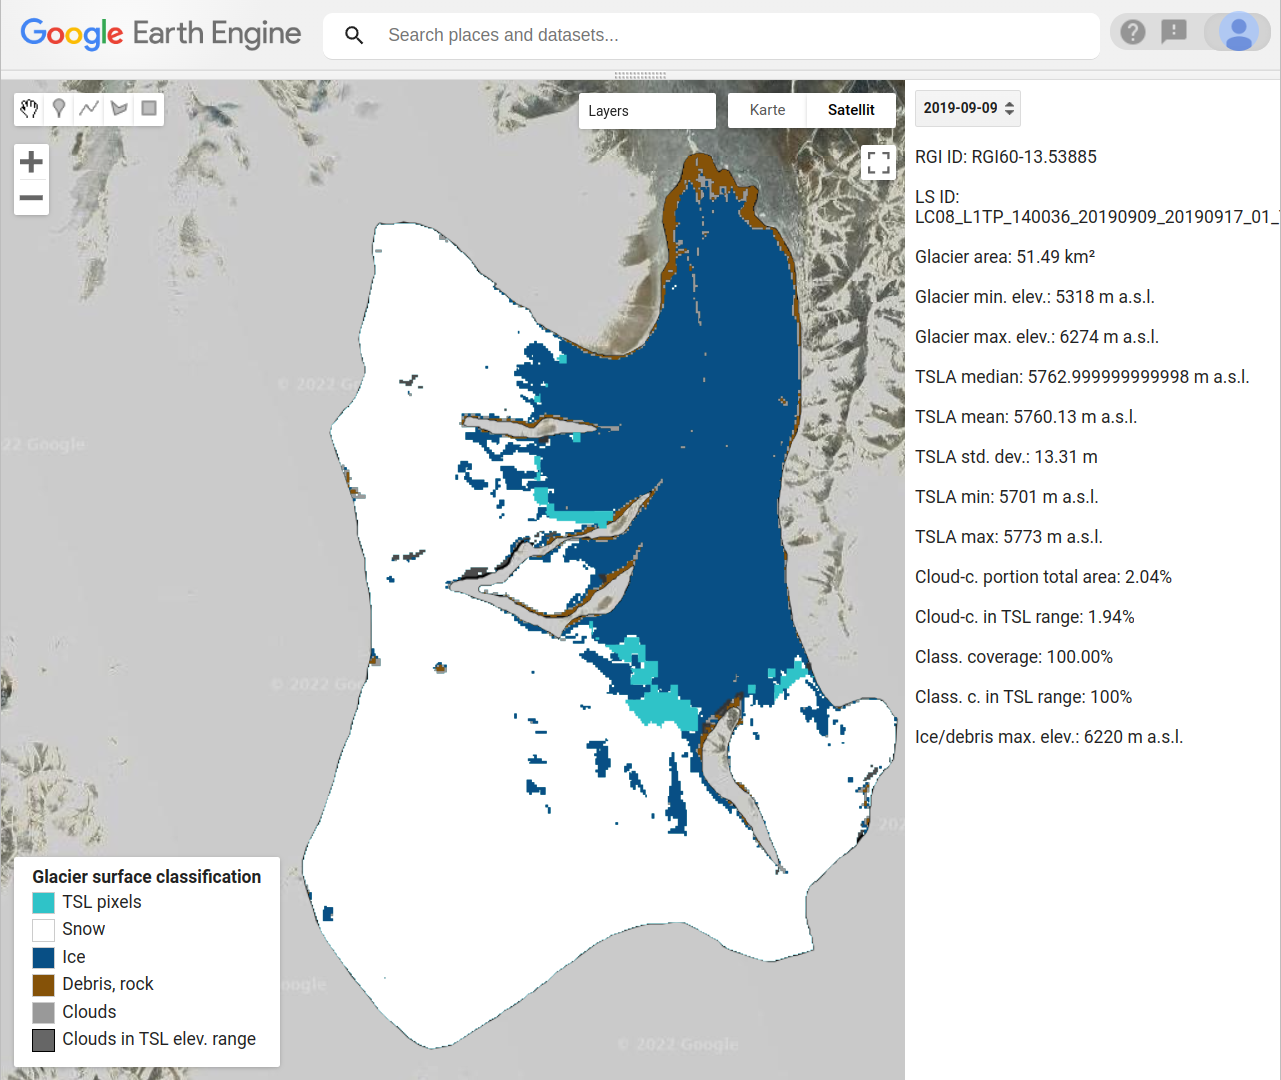 Google Earth Engine
Search places and datasets...
Layers
Karte
Satellit
© 2022 Go
22 Google
© 2022 Goo
202
oogle
© 2022 Google
2019-09-09
RGI ID: RGI60-13.53885
LS ID:
LC08_L1TP_140036_20190909_20190917_01_
Glacier area: 51.49 km²
Glacier min. elev.: 5318 m a.s.l.
Glacier max. elev.: 6274 m a.s.l.
TSLA median: 5762.999999999998 m a.s.l.
TSLA mean: 5760.13 m a.s.l.
TSLA std. dev.: 13.31 m
TSLA min: 5701 m a.s.l.
TSLA max: 5773 m a.s.l.
Cloud-c. portion total area: 2.04%
Cloud-c. in TSL range: 1.94%
Class. coverage: 100.00%
Class. c. in TSL range: 100%
Ice/debris max. elev.: 6220 m a.s.l.
Glacier surface classification
TSL pixels
Snow
Ice
Debris, rock
Clouds
Clouds in TSL elev. range